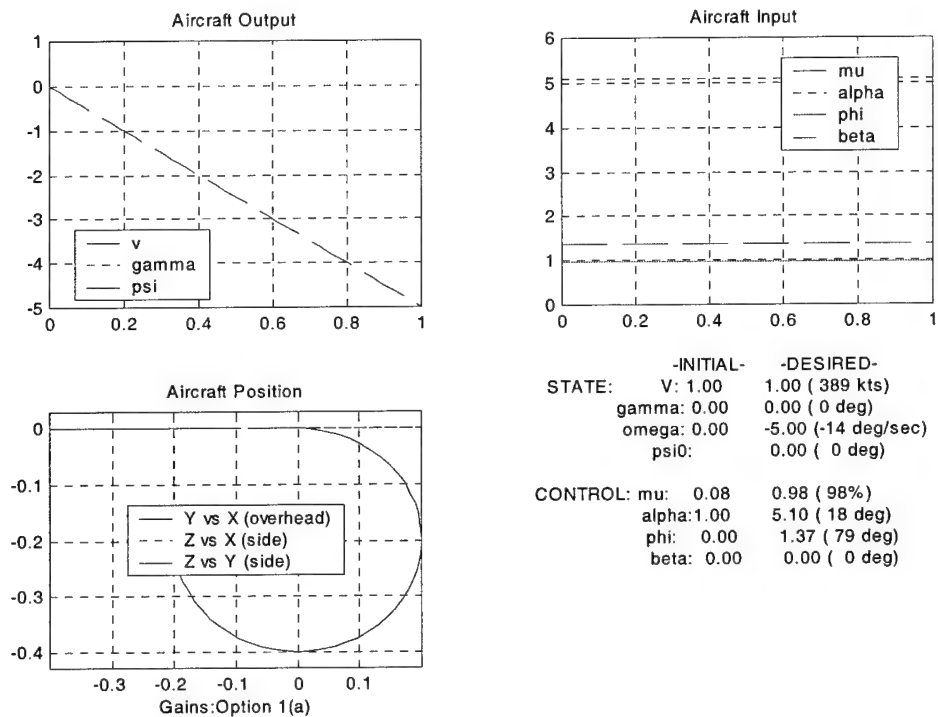 Aircraft Output
1
0
-1
-2
-3
-4
-5
0 0.2 0.4 0.6 0.8 1
v
gamma
psi
Aircraft Input
6
5
4
3
2
1
0
0 0.2 0.4 0.6 0.8 1
mu
alpha
phi
beta
Aircraft Position
0
-0.1
-0.2
-0.3
-0.4
Y vs X (overhead)
Z vs X (side)
Z vs Y (side)
-0.3 -0.2 -0.1 0 0.1
Gains:Option 1(a)
-INITIAL- -DESIRED-
STATE: V: 1.00 1.00 ( 389 kts)
gamma: 0.00 0.00 ( 0 deg)
omega: 0.00 -5.00 (-14 deg/sec)
psi0: 0.00 ( 0 deg)
CONTROL: mu: 0.08 0.98 ( 98%)
alpha:1.00 5.10 ( 18 deg)
phi: 0.00 1.37 ( 79 deg)
beta: 0.00 0.00 ( 0 deg)